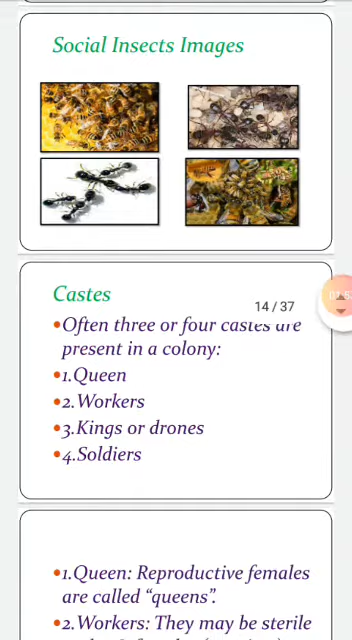 Social Insects Images
Castes
14 / 37
•Often three or four castes are
present in a colony:
•1.Queen
•2.Workers
•3.Kings or drones
•4.Soldiers
•1.Queen: Reproductive females
are called “queens”.
•2.Workers: They may be sterile